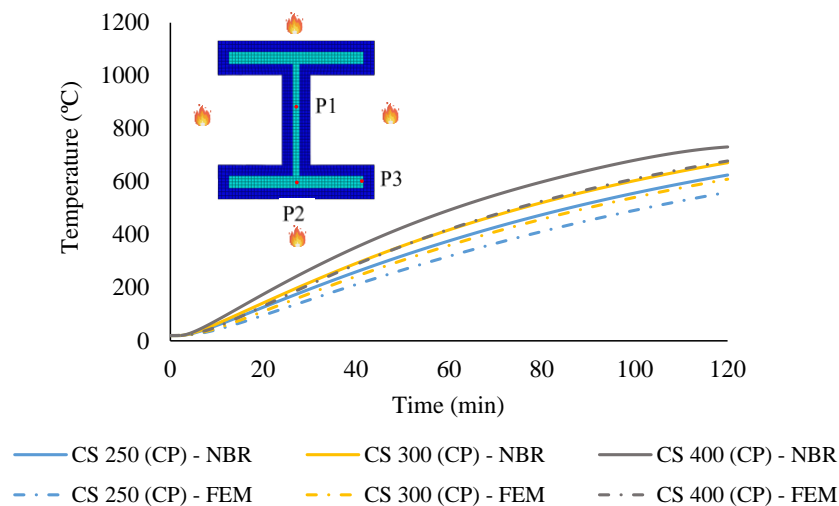 1200
1000
800
600
400
200
0
Temperature (ºC)
P1
P3
P2
0 20 40 60 80 100 120
Time (min)
CS 250 (CP) - NBR CS 300 (CP) - NBR CS 400 (CP) - NBR
CS 250 (CP) - FEM CS 300 (CP) - FEM CS 400 (CP) - FEM